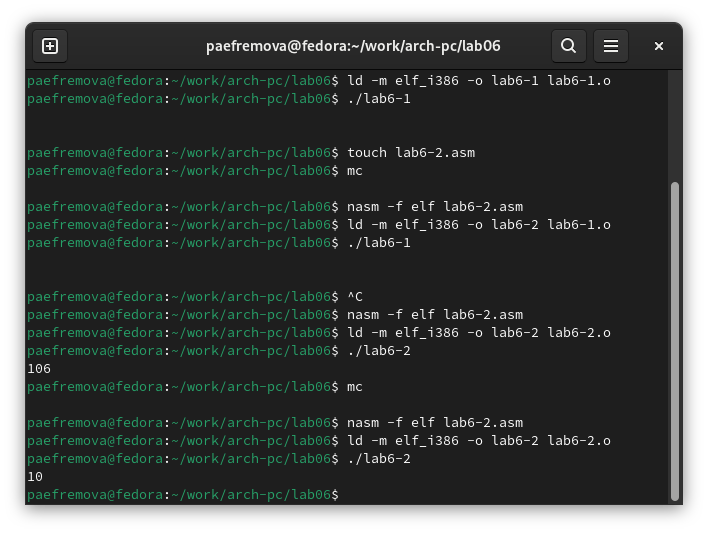 paefremova@fedora:~/work/arch-pc/lab06
paefremova@fedora:~/work/arch-pc/lab06$ ld -m elf_i386 -o lab6-1 lab6-1.o
paefremova@fedora:~/work/arch-pc/lab06$ ./lab6-1
paefremova@fedora:~/work/arch-pc/lab06$ touch lab6-2.asm
paefremova@fedora:~/work/arch-pc/lab06$ mc
paefremova@fedora:~/work/arch-pc/lab06$ nasm -f elf lab6-2.asm
paefremova@fedora:~/work/arch-pc/lab06$ ld -m elf_i386 -o lab6-2 lab6-1.o
paefremova@fedora:~/work/arch-pc/lab06$ ./lab6-1
paefremova@fedora:~/work/arch-pc/lab06$ ^C
paefremova@fedora:~/work/arch-pc/lab06$ nasm -f elf lab6-2.asm
paefremova@fedora:~/work/arch-pc/lab06$ ld -m elf_i386 -o lab6-2 lab6-2.o
paefremova@fedora:~/work/arch-pc/lab06$ ./lab6-2
106
paefremova@fedora:~/work/arch-pc/lab06$ mc
paefremova@fedora:~/work/arch-pc/lab06$ nasm -f elf lab6-2.asm
paefremova@fedora:~/work/arch-pc/lab06$ ld -m elf_i386 -o lab6-2 lab6-2.o
paefremova@fedora:~/work/arch-pc/lab06$ ./lab6-2
10
paefremova@fedora:~/work/arch-pc/lab06$